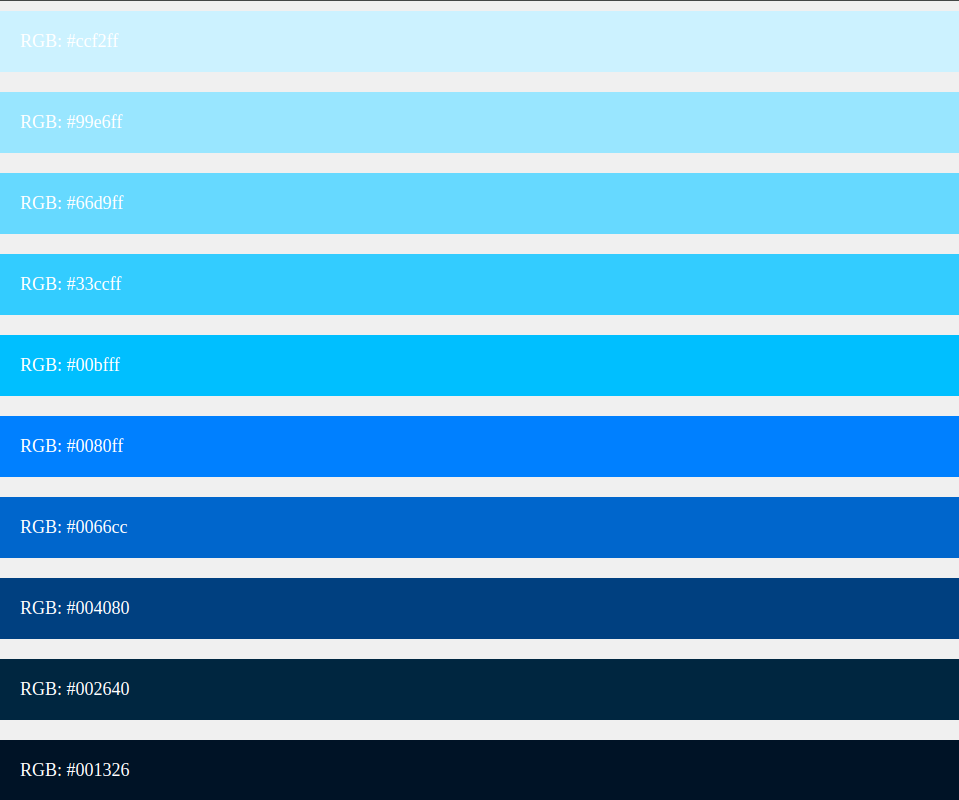 RGB: #ccf2ff
RGB: #99e6ff
RGB: #66d9ff
RGB: #33ccff
RGB: #00bfff
RGB: #0080ff
RGB: #0066cc
RGB: #004080
RGB: #002640
RGB: #001326